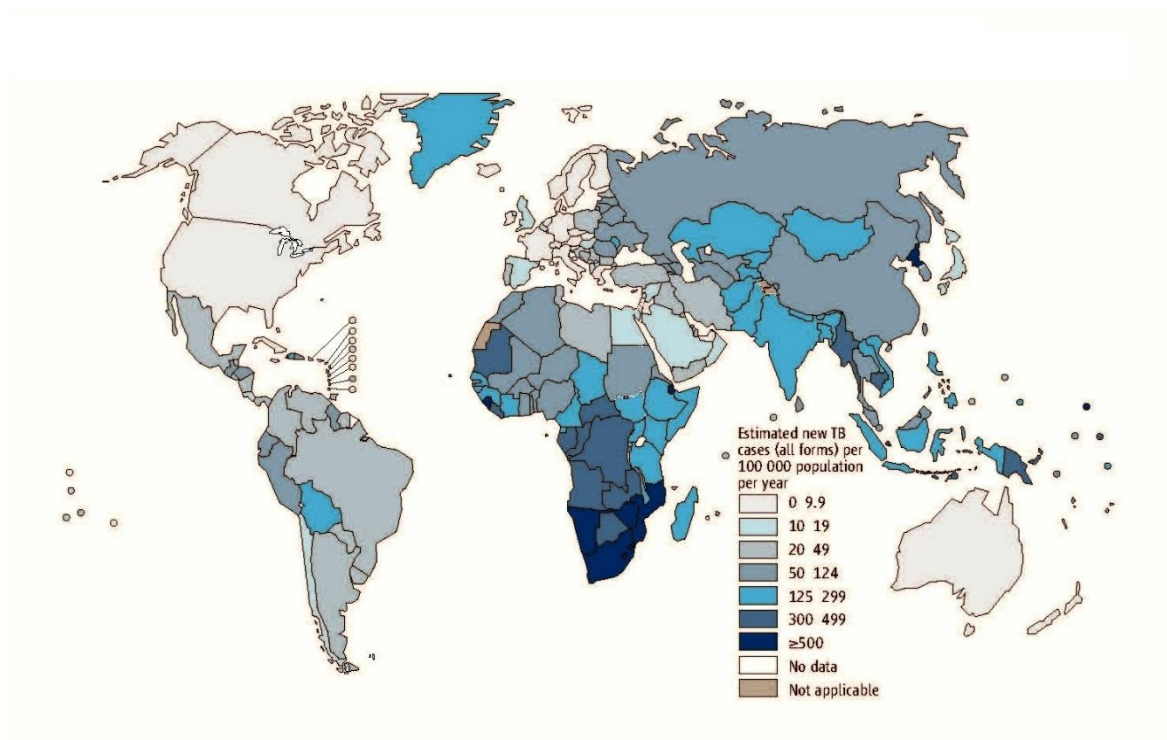 Estimated new TB
cases (all forms) per
100 000 population
per year
0 9.9
10 19
20 49
50 124
125 299
300 499
≥500
No data
Not applicable